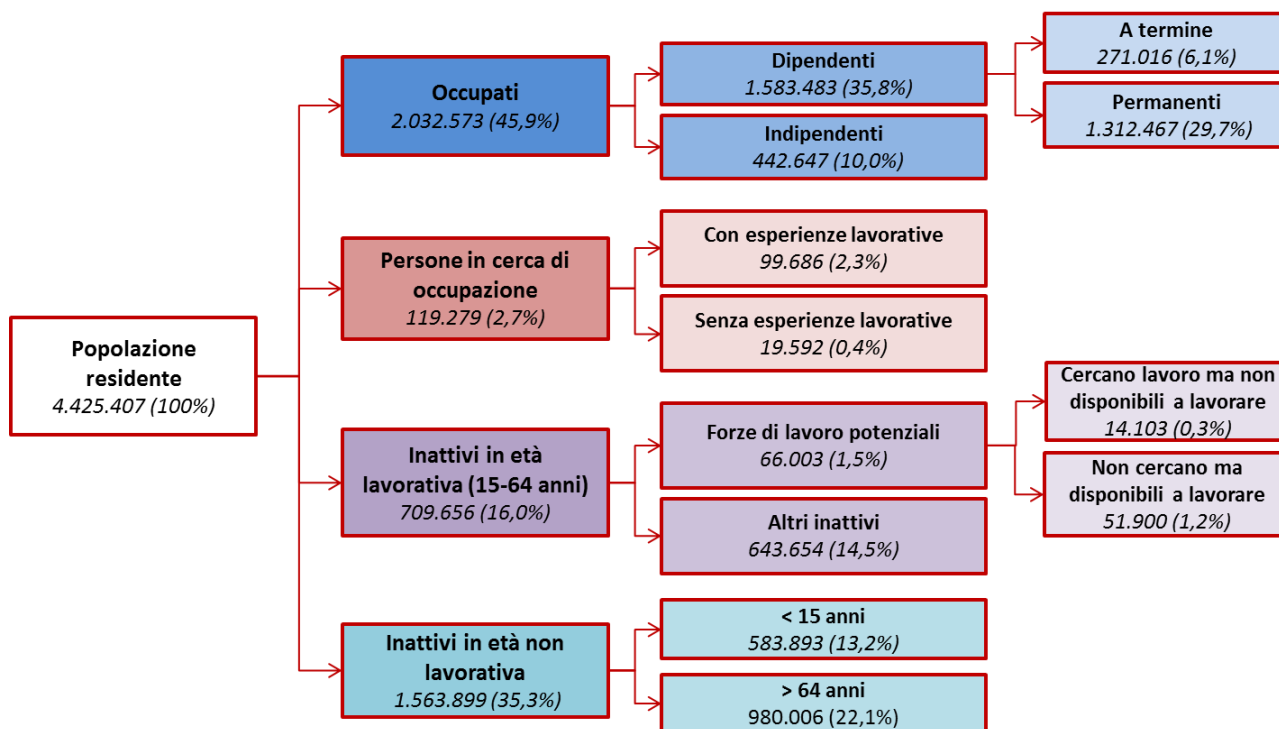 Popolazione
residente
4.425.407 (100%)
Occupati
2.032.573 (45,9%)
Dipendenti
1.583.483 (35,8%)
A termine
271.016 (6,1%)
Permanenti
1.312.467 (29,7%)
Indipendenti
442.647 (10,0%)
Persone in cerca di
occupazione
119.279 (2,7%)
Con esperienze lavorative
99.686 (2,3%)
Senza esperienze lavorative
19.592 (0,4%)
Inattivi in età
lavorativa (15-64 anni)
709.656 (16,0%)
Forze di lavoro potenziali
66.003 (1,5%)
Cercano lavoro ma non
disponibili a lavorare
14.103 (0,3%)
Non cercano ma
disponibili a lavorare
51.900 (1,2%)
Altri inattivi
643.654 (14,5%)
Inattivi in età non
lavorativa
1.563.899 (35,3%)
< 15 anni
583.893 (13,2%)
> 64 anni
980.006 (22,1%)